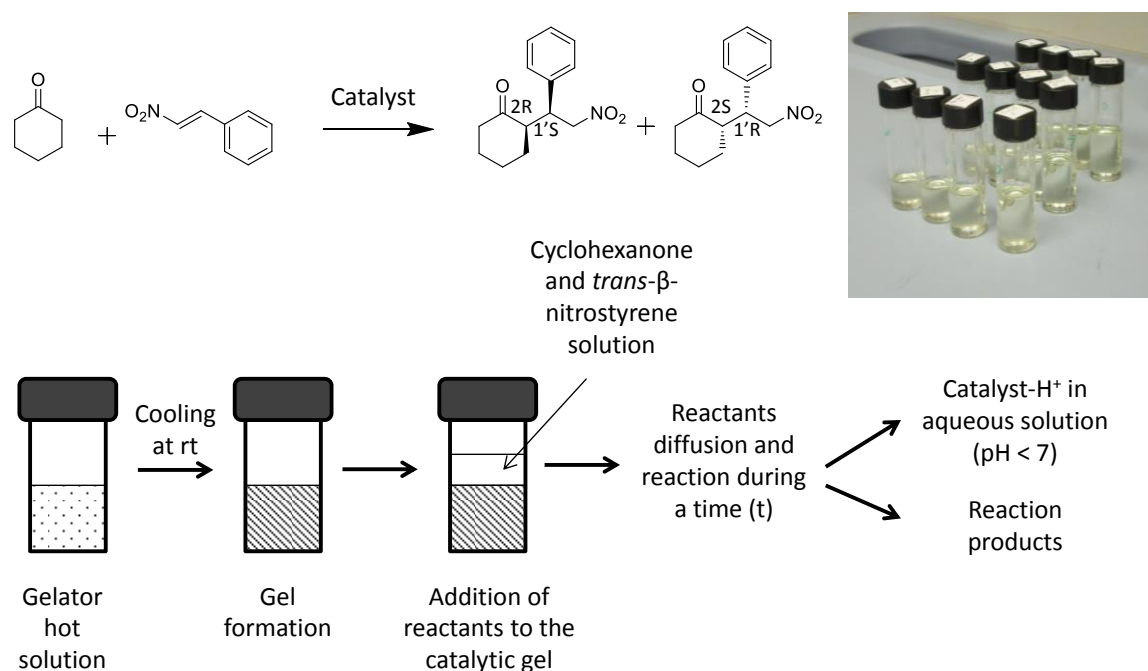 O
O₂N
+
Catalyst
O
2R
1'S
NO₂
+
O
2S
1'R
NO₂
Cyclohexanone
and trans-β-
nitrostyrene
solution
Cooling
at rt
Reactants
diffusion and
reaction during
a time (t)
Catalyst-H⁺ in
aqueous solution
(pH < 7)
Reaction
products
Gelator
hot
solution
Gel
formation
Addition of
reactants to the
catalytic gel